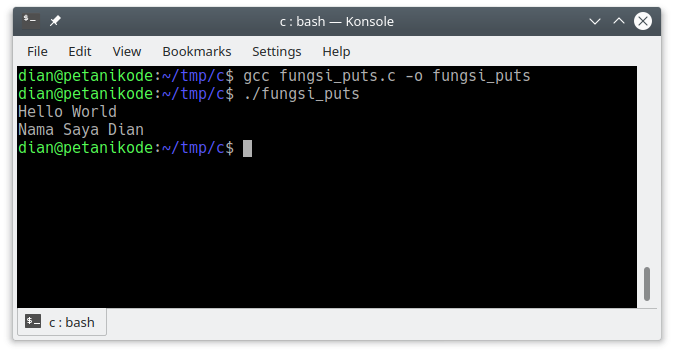 c : bash — Konsole
File Edit View Bookmarks Settings Help
dian@petanikode:~/tmp/c$ gcc fungsi_puts.c -o fungsi_puts
dian@petanikode:~/tmp/c$ ./fungsi_puts
Hello World
Nama Saya Dian
dian@petanikode:~/tmp/c$
c : bash